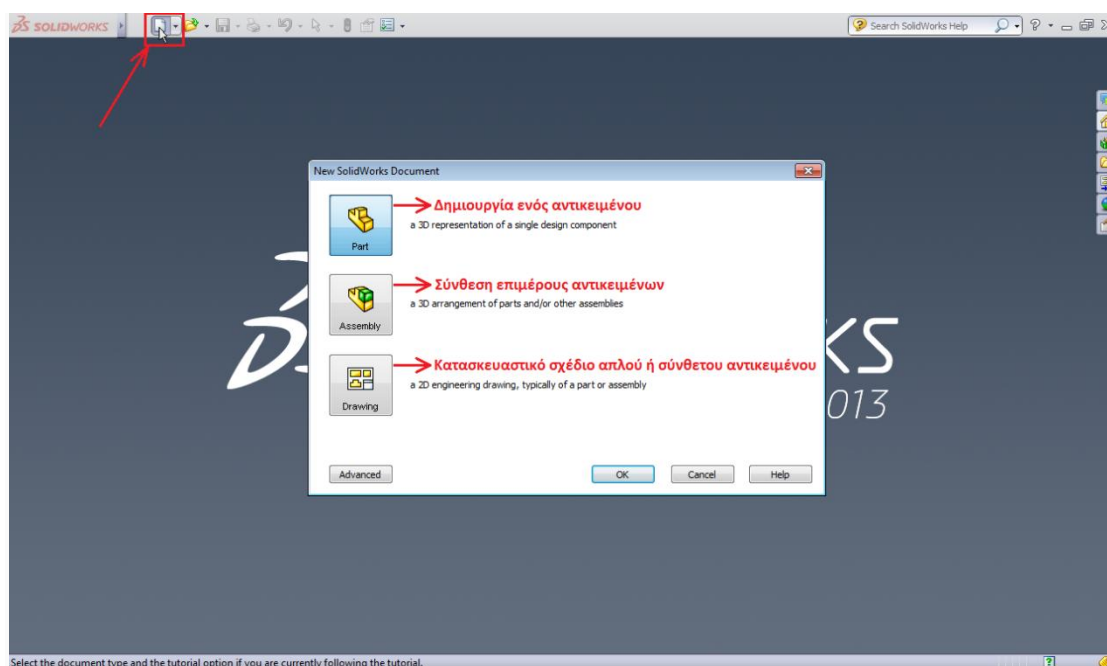 SOLIDWORKS
Search SolidWorks Help
New SolidWorks Document
Δημιουργία ενός αντικειμένου
a 3D representation of a single design component
Part
Σύνθεση επιμέρους αντικειμένων
a 3D arrangement of parts and/or other assemblies
Assembly
Κατασκευαστικό σχέδιο απλού ή σύνθετου αντικειμένου
a 2D engineering drawing, typically of a part or assembly
Drawing
KS
013
Advanced
OK
Cancel
Help
Select the document type and the tutorial option if you are currently following the tutorial.